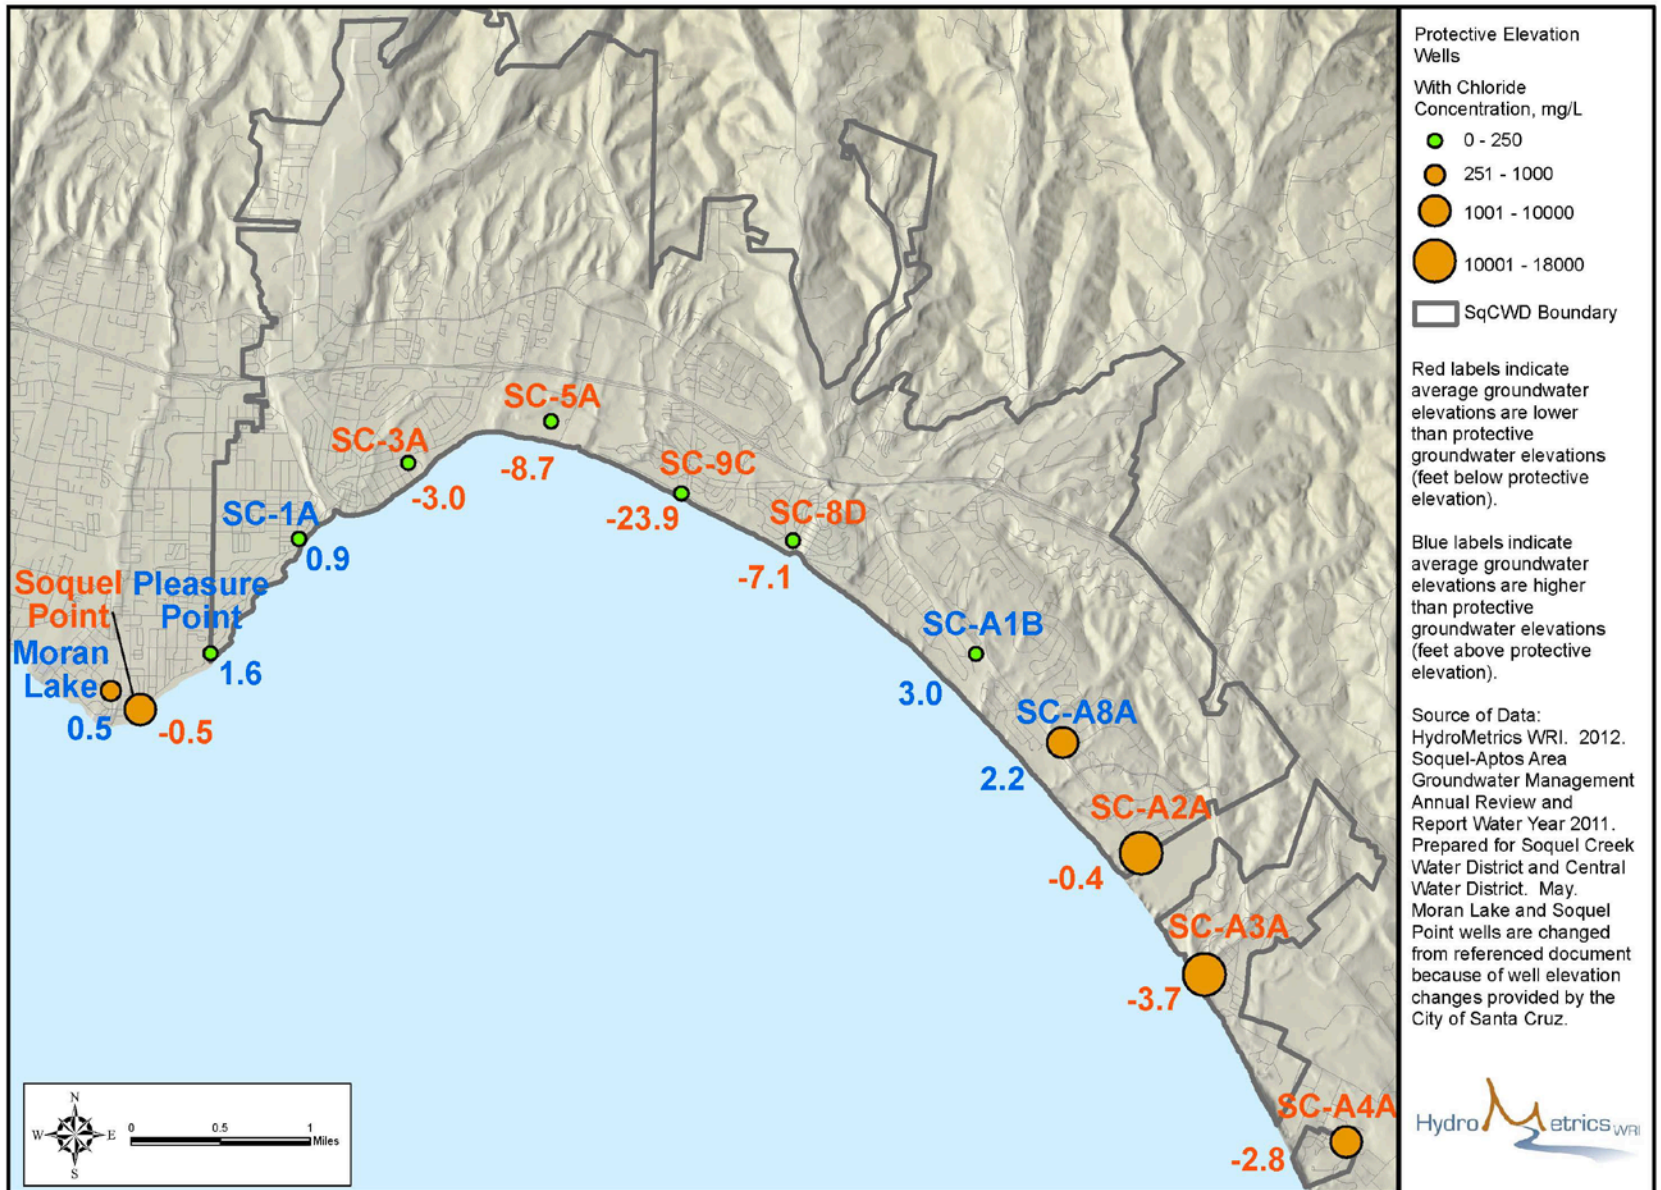 SC-5A
SC-3A
SC-9C
-8.7
-3.0
SC-1A
-23.9
SC-8D
0.9
-7.1
Soquel
Point
Pleasure
Point
SC-A1B
Moran
Lake
1.6
3.0
SC-A8A
0.5
-0.5
2.2
SC-A2A
-0.4
SC-A3A
-3.7
SC-A4A
-2.8
N
W
E
S
0
0.5
1
Miles
Protective Elevation
Wells
With Chloride
Concentration, mg/L
0 - 250
251 - 1000
1001 - 10000
10001 - 18000
SqCWD Boundary
Red labels indicate
average groundwater
elevations are lower
than protective
groundwater elevations
(feet below protective
elevation).
Blue labels indicate
average groundwater
elevations are higher
than protective
groundwater elevations
(feet above protective
elevation).
Source of Data:
HydroMetrics WRI. 2012.
Soquel-Aptos Area
Groundwater Management
Annual Review and
Report Water Year 2011.
Prepared for Soquel Creek
Water District and Central
Water District. May.
Moran Lake and Soquel
Point wells are changed
from referenced document
because of well elevation
changes provided by the
City of Santa Cruz.
HydroMetrics WRI